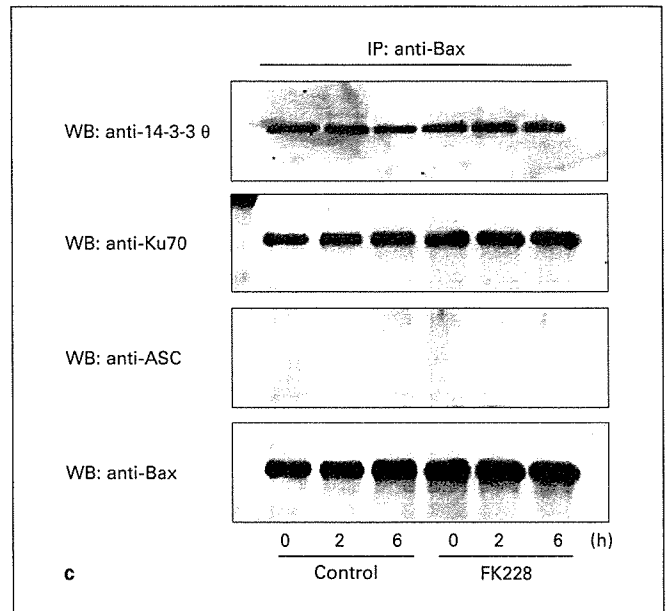 IP: anti-Bax
WB: anti-14-3-3 θ
WB: anti-Ku70
WB: anti-ASC
WB: anti-Bax
0 2 6 0 2 6 (h)
Control FK228
c